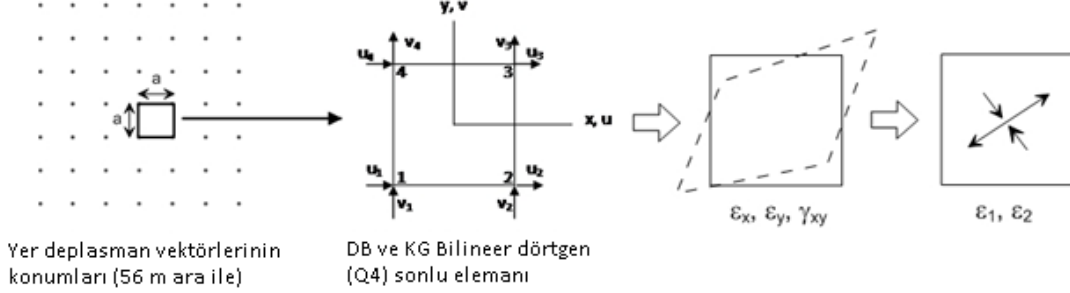 y, v
v4 v3
u4 u3
4 3
a
a
x, u
u1 1 2 u2
v1 v2
εx, εy, γxy
ε1, ε2
Yer deplasman vektörlerinin
konumları (56 m ara ile)
DB ve KG Bilineer dörtgen
(Q4) sonlu elemanı